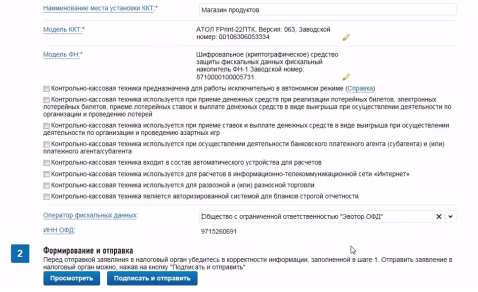 Наименование места установки ККТ:* Магазин продуктов
Модель ККТ:* АТОЛ FPrint-22ПТК, Версия: 063, Заводской
номер: 00106306053334
Модель ФН:* Шифровальное (криптографическое) средство
защиты фискальных данных фискальный
накопитель ФН-1 Заводской номер:
8710000100005731
Контрольно-кассовая техника предназначена для работы исключительно в автономном режиме (Справка)
Контрольно-кассовая техника используется при приеме денежных средств при реализации лотерейных билетов, электронных
лотерейных билетов, приеме лотерейных ставок и выплате денежных средств в виде выигрыша при осуществлении деятельности по
организации и проведению лотерей
Контрольно-кассовая техника используется при приеме ставок и выплате денежных средств в виде выигрыша при осуществлении
деятельности по организации и проведению азартных игр
Контрольно-кассовая техника используется при осуществлении деятельности банковского платежного агента (субагента) и (или)
платежного агента/субагента
Контрольно-кассовая техника входит в состав автоматического устройства для расчетов
Контрольно-кассовая техника используется для расчетов в информационно-телекоммуникационной сети «Интернет»
Контрольно-кассовая техника используется для развозной и (или) разносной торговли
Контрольно-кассовая техника является авторизированной системой для бланков строгой отчетности
Оператор фискальных данных: Общество с ограниченной ответственностью "Эвотор ОФД"
ИНН ОФД: 9715260691
2 Формирование и отправка
Перед отправкой заявления в налоговый орган убедитесь в корректности информации, заполненной в шаге 1. Отправить заявление в
налоговый орган можно, нажав на кнопку "Подписать и отправить"
Просмотреть Подписать и отправить